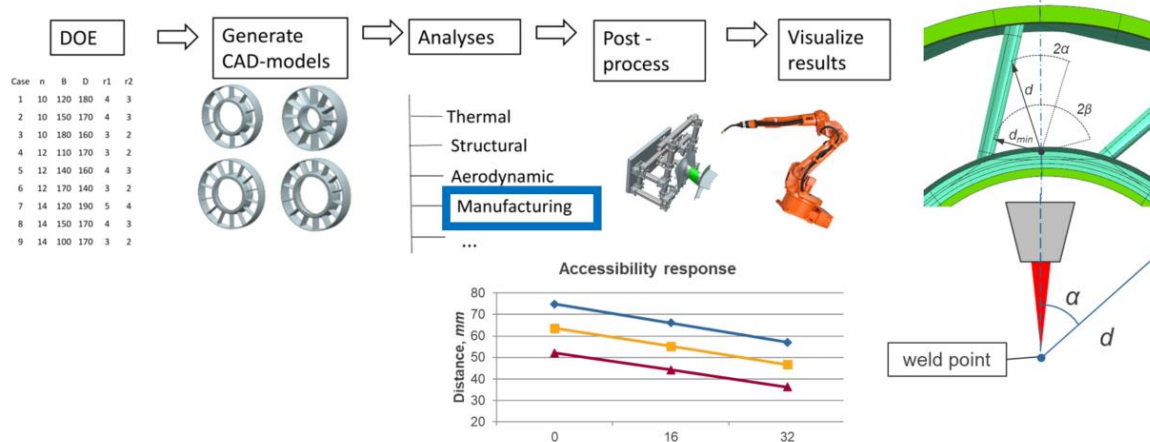 DOE
Generate
CAD-models
Analyses
Post -
process
Visualize
results
Case n B D r1 r2
1 10 120 180 4 3
2 10 150 170 4 3
3 10 180 160 3 2
4 12 110 170 3 2
5 12 140 160 4 3
6 12 170 140 3 2
7 14 120 190 5 4
8 14 150 170 4 3
9 14 100 170 3 2
Thermal
Structural
Aerodynamic
Manufacturing
...
Accessibility response
Distance, mm
80
70
60
50
40
30
20
0 16 32
2α
d
2β
dmin
α
d
weld point